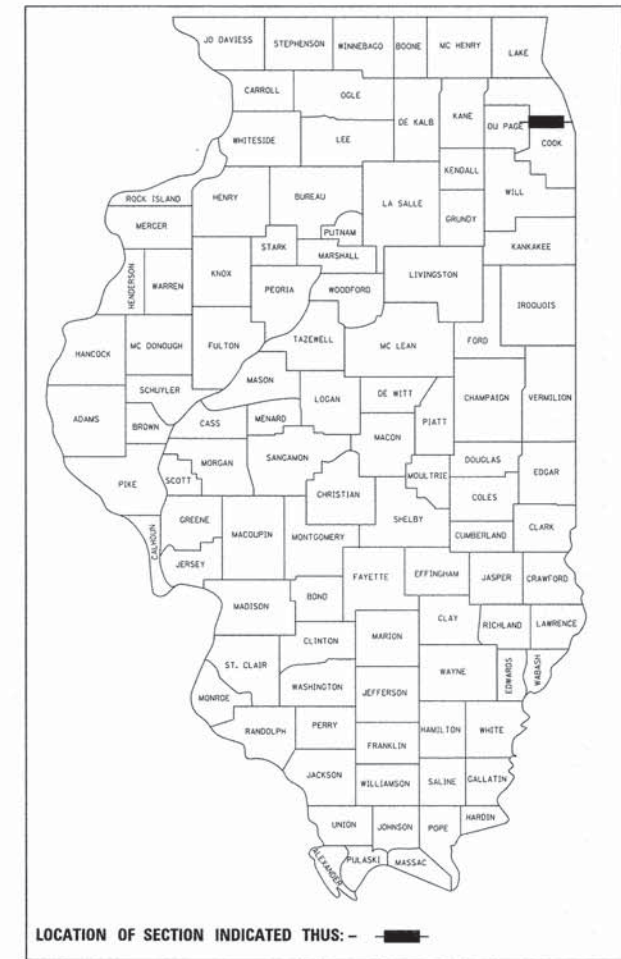 JO DAVIESS STEPHENSON WINNEBAGO BOONE MC HENRY LAKE
CARROLL OGLE DE KALB KANE DU PAGE COOK
WHITESIDE LEE KENDALL WILL
ROCK ISLAND HENRY BUREAU LA SALLE GRUNDY
MERCER STARK PUTNAM MARSHALL KANKAKEE
HENDERSON WARREN KNOX PEORIA WOODFORD LIVINGSTON IROQUOIS
HANCOCK MC DONOUGH FULTON TAZEWELL MC LEAN FORD
SCHUYLER MASON LOGAN DE WITT CHAMPAIGN VERMILION
ADAMS BROWN CASS MENARD MACON PIATT
PIKE SCOTT MORGAN SANGAMON MOULTRIE DOUGLAS EDGAR
CHRISTIAN COLES
CALHOUN GREENE MACOUPIN MONTGOMERY SHELBY CUMBERLAND CLARK
JERSEY FAYETTE EFFINGHAM JASPER CRAWFORD
MADISON BOND CLAY RICHLAND LAWRENCE
CLINTON MARION
ST. CLAIR WASHINGTON WAYNE EDWARDS WABASH
MONROE JEFFERSON
RANDOLPH PERRY HAMILTON WHITE
FRANKLIN
JACKSON WILLIAMSON SALINE GALLATIN
UNION JOHNSON POPE HARDIN
ALEXANDER PULASKI MASSAC
LOCATION OF SECTION INDICATED THUS: -